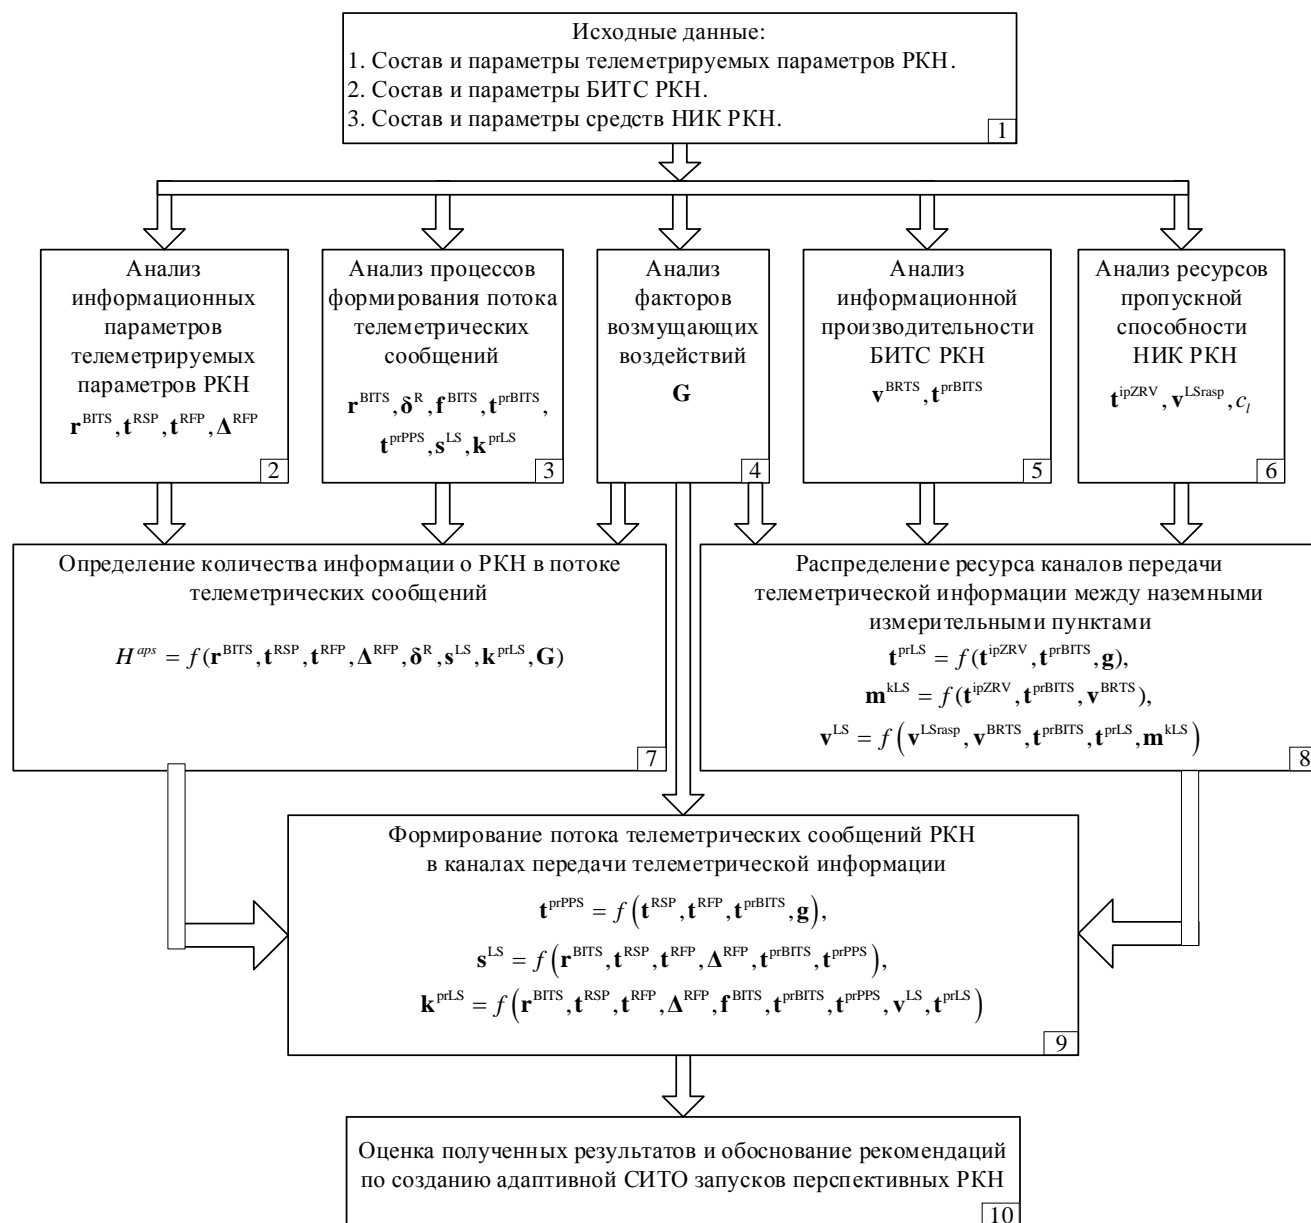 Исходные данные:
1. Состав и параметры телеметрируемых параметров РКН.
2. Состав и параметры БИТС РКН.
3. Состав и параметры средств НИК РКН.
1
Анализ
информационных
параметров
телеметрируемых
параметров РКН
r^BITS, t^RSP, t^RFP, Δ^RFP
2
Анализ процессов
формирования потока
телеметрических
сообщений
r^BITS, δ^R, f^BITS, t^prBITS,
t^prPPS, s^LS, k^prLS
3
Анализ
факторов
возмущающих
воздействий
G
4
Анализ
информационной
производительности
БИТС РКН
v^BRTS, t^prBITS
5
Анализ ресурсов
пропускной
способности
НИК РКН
t^ipZRV, v^LSrasp, c_l
6
Определение количества информации о РКН в потоке
телеметрических сообщений
H^aps = f(r^BITS, t^RSP, t^RFP, Δ^RFP, δ^R, s^LS, k^prLS, G)
7
Распределение ресурса каналов передачи
телеметрической информации между наземными
измерительными пунктами
t^prLS = f(t^ipZRV, t^prBITS, g),
m^kLS = f(t^ipZRV, t^prBITS, v^BRTS),
v^LS = f(v^LSrasp, v^BRTS, t^prBITS, t^prLS, m^kLS)
8
Формирование потока телеметрических сообщений РКН
в каналах передачи телеметрической информации
t^prPPS = f(t^RSP, t^RFP, t^prBITS, g),
s^LS = f(r^BITS, t^RSP, t^RFP, Δ^RFP, t^prBITS, t^prPPS),
k^prLS = f(r^BITS, t^RSP, t^RFP, Δ^RFP, f^BITS, t^prBITS, t^prPPS, v^LS, t^prLS)
9
Оценка полученных результатов и обоснование рекомендаций
по созданию адаптивной СИТО запусков перспективных РКН
10